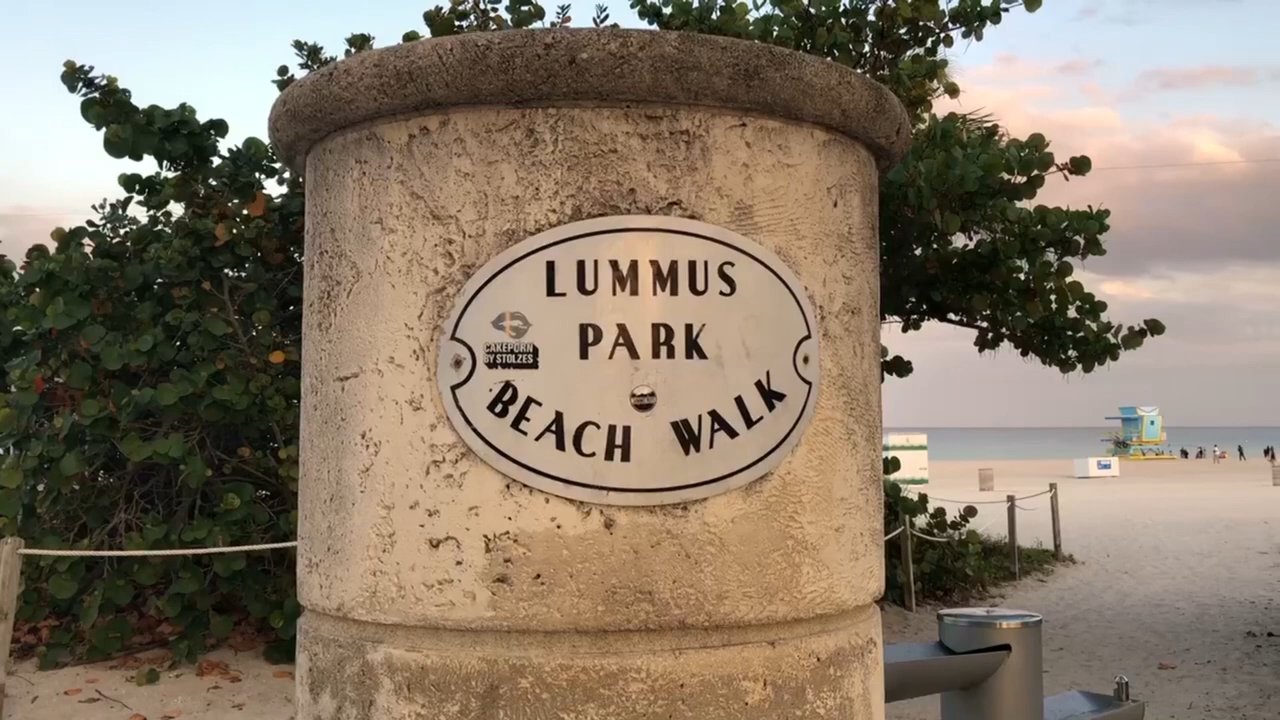 LUMMUS
PARK
CAKEPORN
BY STOLZES
BEACH WALK